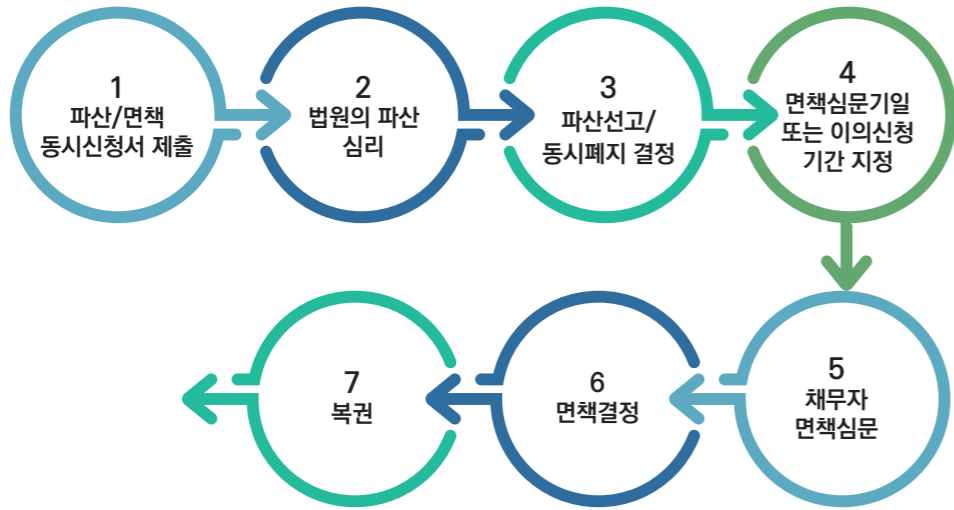 1
파산/면책
동시신청서 제출
2
법원의 파산
심리
3
파산선고/
동시폐지 결정
4
면책심문기일
또는 이의신청
기간 지정
5
채무자
면책심문
6
면책결정
7
복권